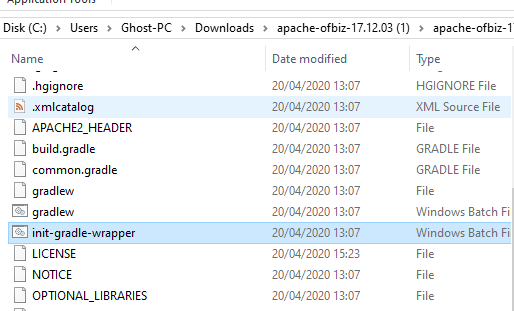 Disk (C:) > Users > Ghost-PC > Downloads > apache-ofbiz-17.12.03 (1) > apache-ofbiz-1
Name Date modified Type
.hgignore 20/04/2020 13:07 HGIGNORE File
.xmlcatalog 20/04/2020 13:07 XML Source File
APACHE2_HEADER 20/04/2020 13:07 File
build.gradle 20/04/2020 13:07 GRADLE File
common.gradle 20/04/2020 13:07 GRADLE File
gradlew 20/04/2020 13:07 File
gradlew 20/04/2020 13:07 Windows Batch Fi
init-gradle-wrapper 20/04/2020 13:07 Windows Batch Fi
LICENSE 20/04/2020 15:23 File
NOTICE 20/04/2020 13:07 File
OPTIONAL_LIBRARIES 20/04/2020 13:07 File